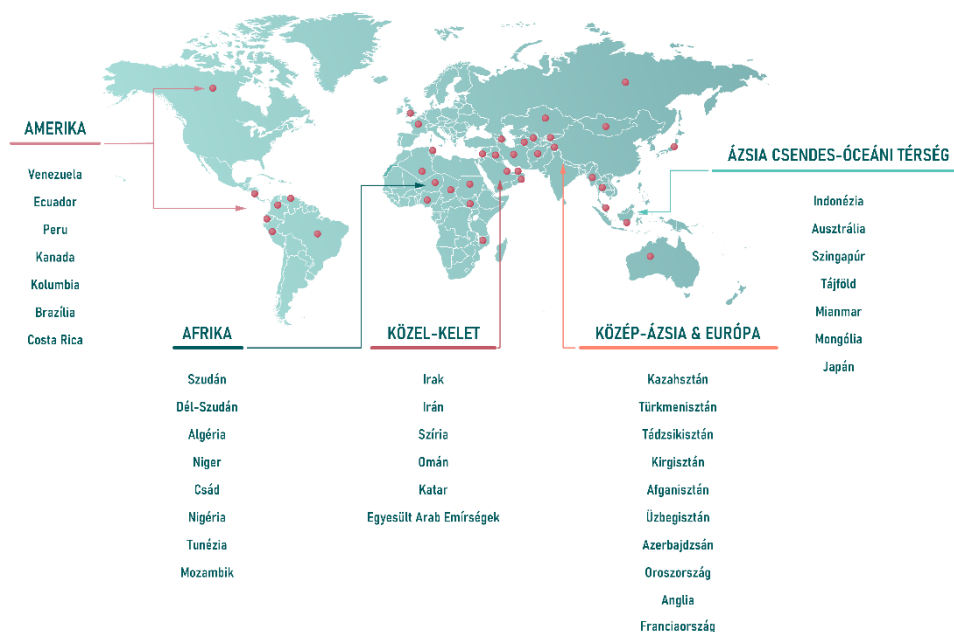 AMERIKA
Venezuela
Ecuador
Peru
Kanada
Kolumbia
Brazília
Costa Rica
AFRIKA
Szudán
Dél-Szudán
Algéria
Niger
Csád
Nigéria
Tunézia
Mozambik
KÖZEL-KELET
Irak
Irán
Szíria
Omán
Katar
Egyesült Arab Emírségek
KÖZÉP-ÁZSIA & EURÓPA
Kazahsztán
Türkmenisztán
Tádzsikisztán
Kirgisztán
Afganisztán
Üzbegisztán
Azerbajdzsán
Oroszország
Anglia
Franciaország
ÁZSIA CSENDES-ÓCEÁNI TÉRSÉG
Indonézia
Ausztrália
Szingapúr
Tájföld
Mianmar
Mongólia
Japán